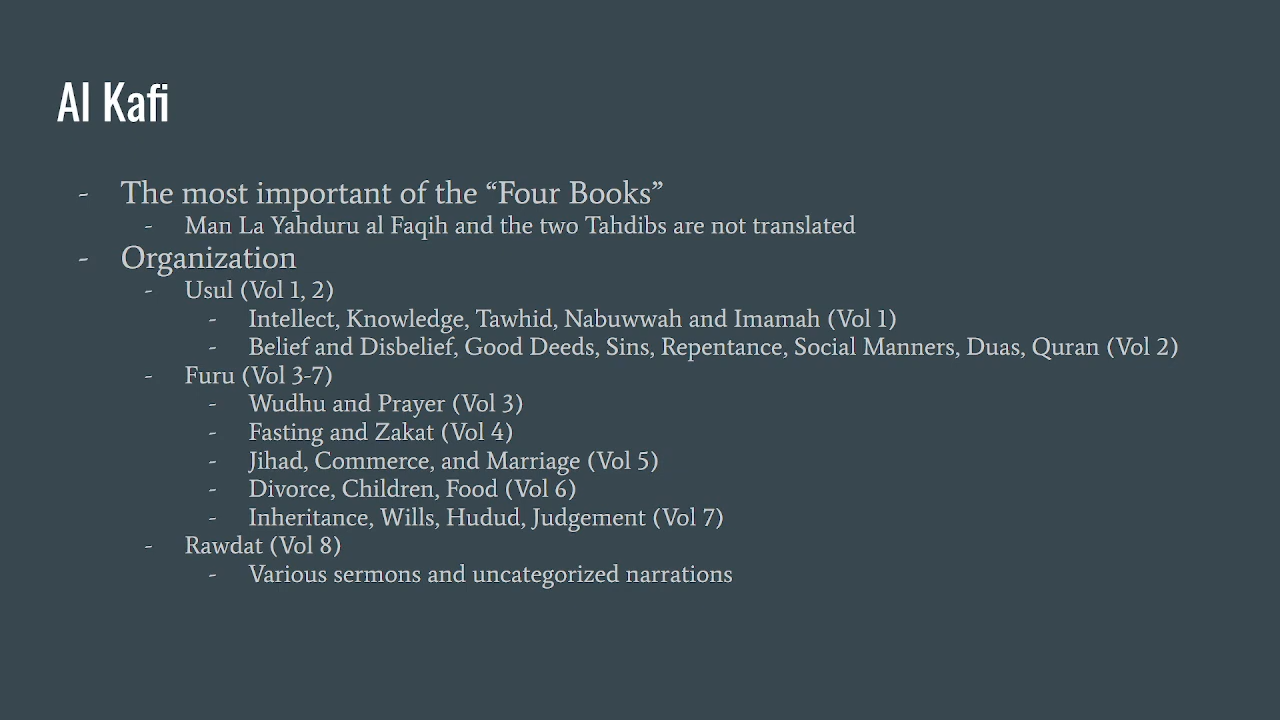 Al Kafi
- The most important of the “Four Books”
- Man La Yahduru al Faqih and the two Tahdibs are not translated
- Organization
- Usul (Vol 1, 2)
- Intellect, Knowledge, Tawhid, Nabuwwah and Imamah (Vol 1)
- Belief and Disbelief, Good Deeds, Sins, Repentance, Social Manners, Duas, Quran (Vol 2)
- Furu (Vol 3-7)
- Wudhu and Prayer (Vol 3)
- Fasting and Zakat (Vol 4)
- Jihad, Commerce, and Marriage (Vol 5)
- Divorce, Children, Food (Vol 6)
- Inheritance, Wills, Hudud, Judgement (Vol 7)
- Rawdat (Vol 8)
- Various sermons and uncategorized narrations